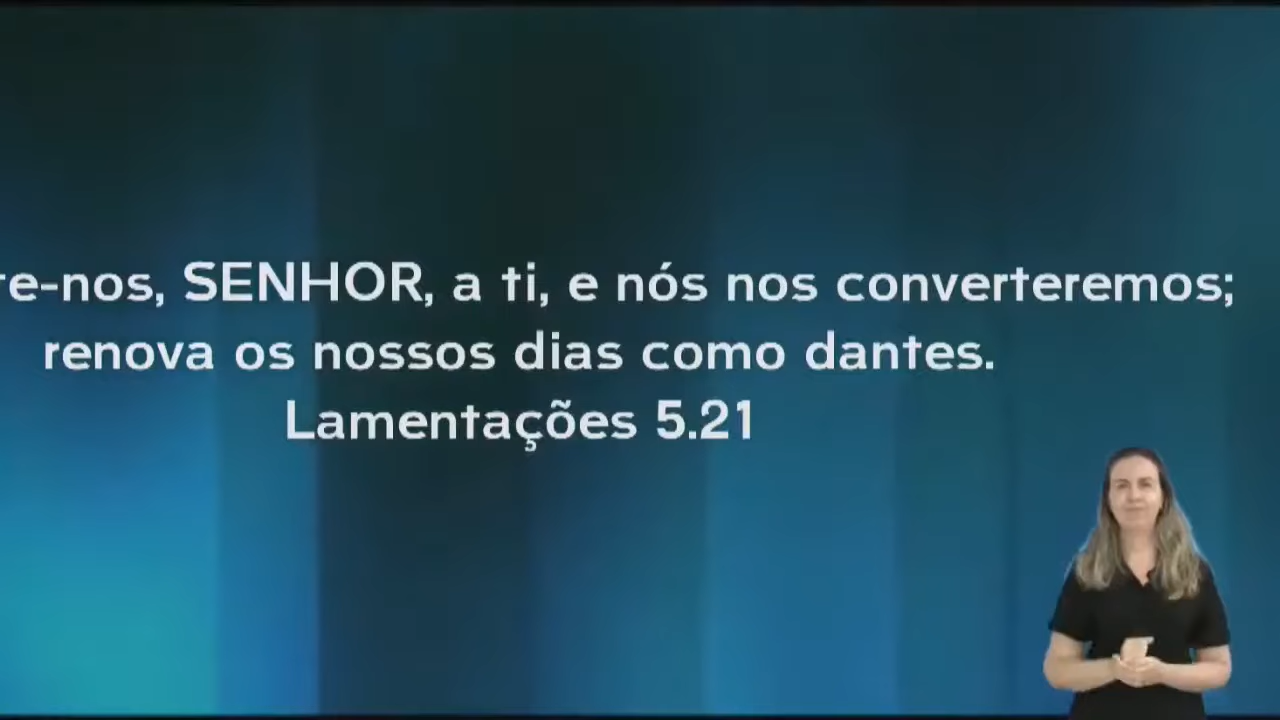 re-nos, SENHOR, a ti, e nós nos converteremos;
renova os nossos dias como dantes.
Lamentações 5.21